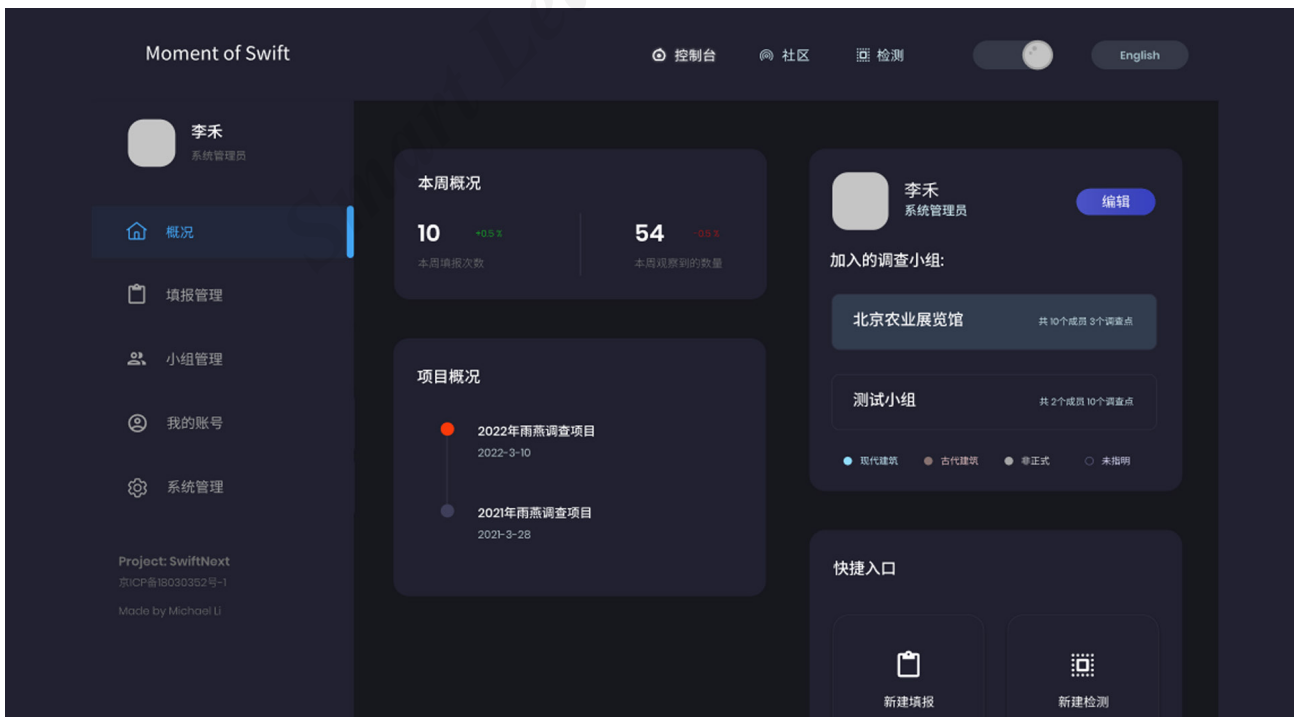 Moment of Swift
控制台
社区
检测
English
李禾
系统管理员
概况
填报管理
小组管理
我的账号
系统管理
Project: SwiftNext
京ICP备18030352号-1
Made by Michael Li
本周概况
10 +0.5%
本周填报次数
54 -0.5%
本周观察到的数量
项目概况
2022年雨燕调查项目
2022-3-10
2021年雨燕调查项目
2021-3-28
李禾
系统管理员
编辑
加入的调查小组:
北京农业展览馆
共10个成员 3个调查点
测试小组
共2个成员 10个调查点
现代建筑
古代建筑
非正式
未指明
快捷入口
新建填报
新建检测